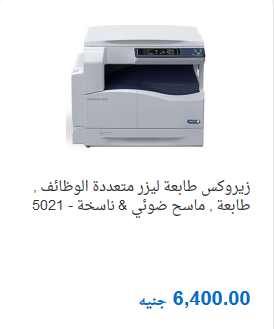 زيروكس طابعة ليزر متعددة الوظائف ,
طابعة , ماسح ضوئي & ناسخة - 5021
6,400.00 جنيه